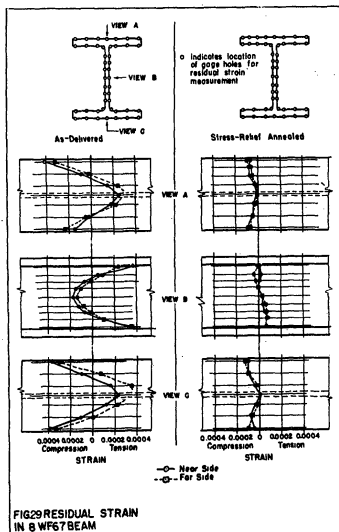 VIEW A
VIEW B
VIEW C
o Indicates location
of gage holes for
residual strain
measurement
As-Delivered
Stress-Relief Annealed
VIEW
A
VIEW B
VIEW C
0.0004 0.0002 0 0.0002 0.0004
Compression Tension
STRAIN
0.0004 0.0002 0 0.0002 0.0004
Compression Tension
STRAIN
Near Side
Far Side
FIG29 RESIDUAL STRAIN
IN 8 WF67 BEAM